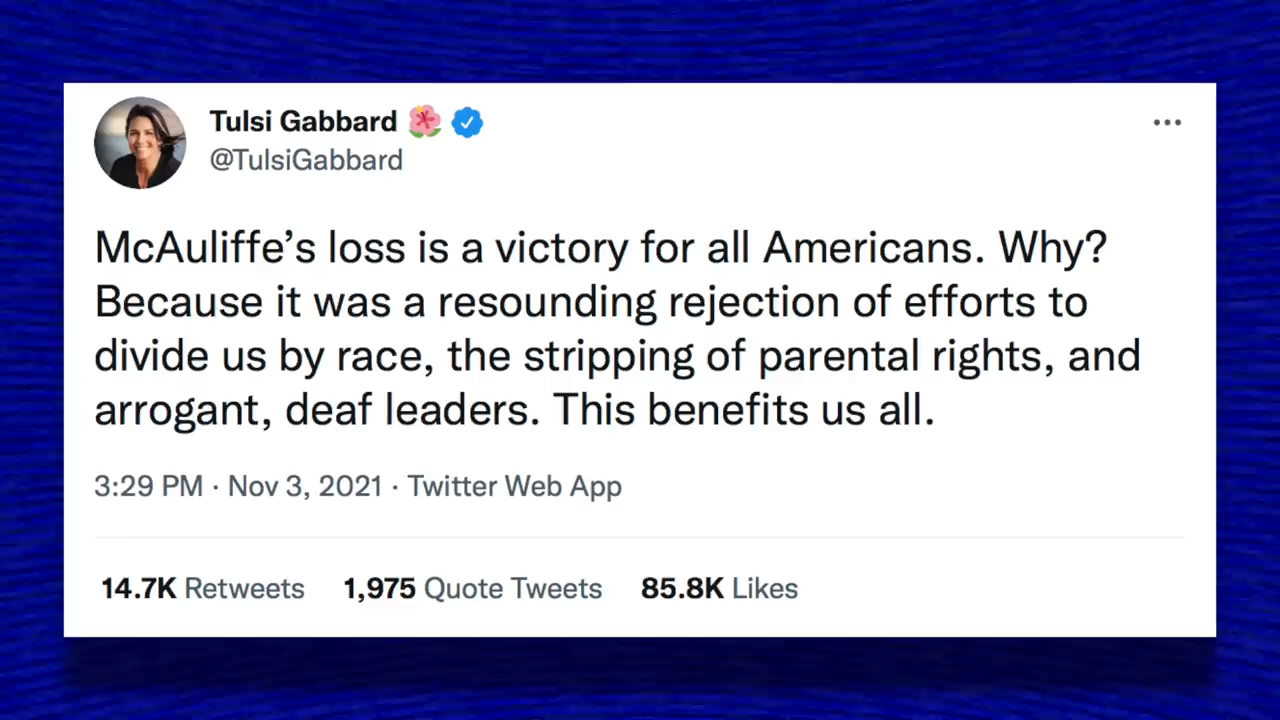 Tulsi Gabbard 🌺
@TulsiGabbard
McAuliffe’s loss is a victory for all Americans. Why?
Because it was a resounding rejection of efforts to
divide us by race, the stripping of parental rights, and
arrogant, deaf leaders. This benefits us all.
3:29 PM · Nov 3, 2021 · Twitter Web App
14.7K Retweets 1,975 Quote Tweets 85.8K Likes